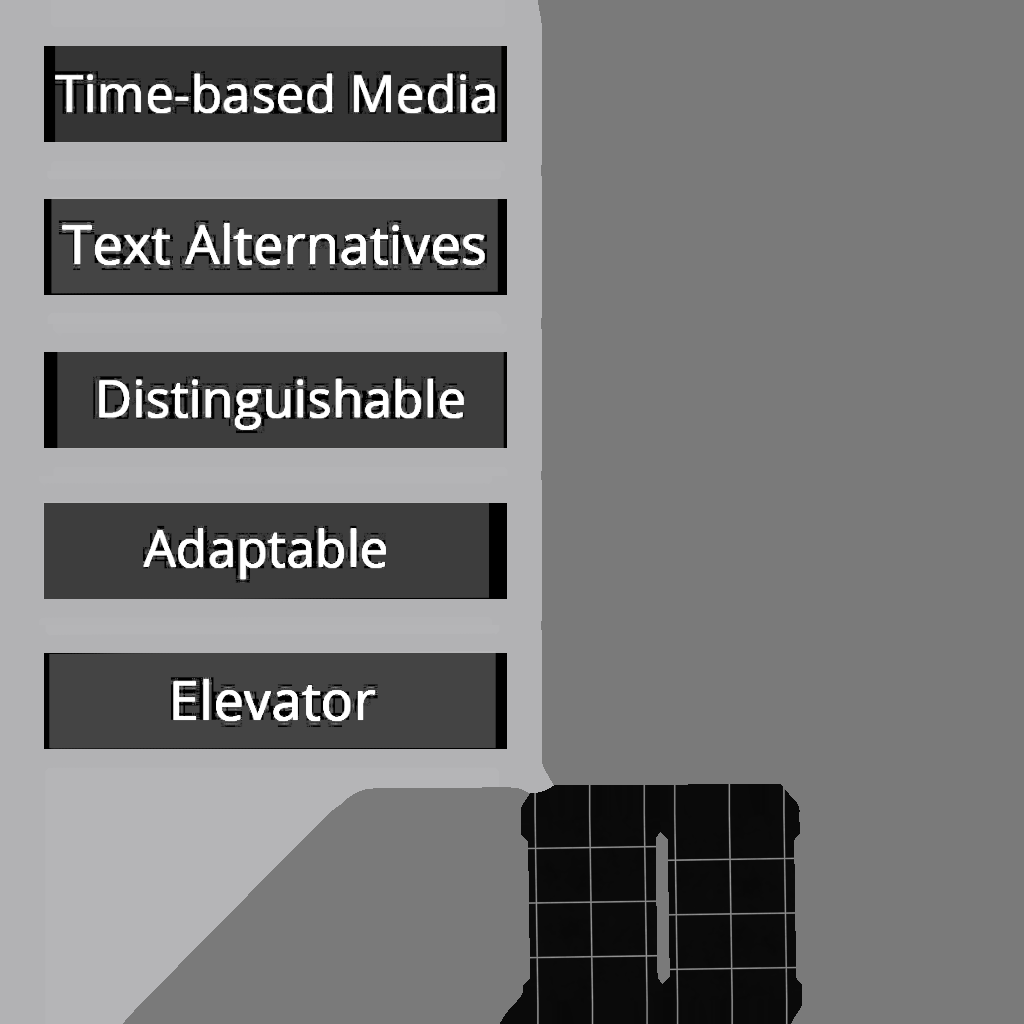 Time-based Media
Text Alternatives
Distinguishable
Adaptable
Elevator